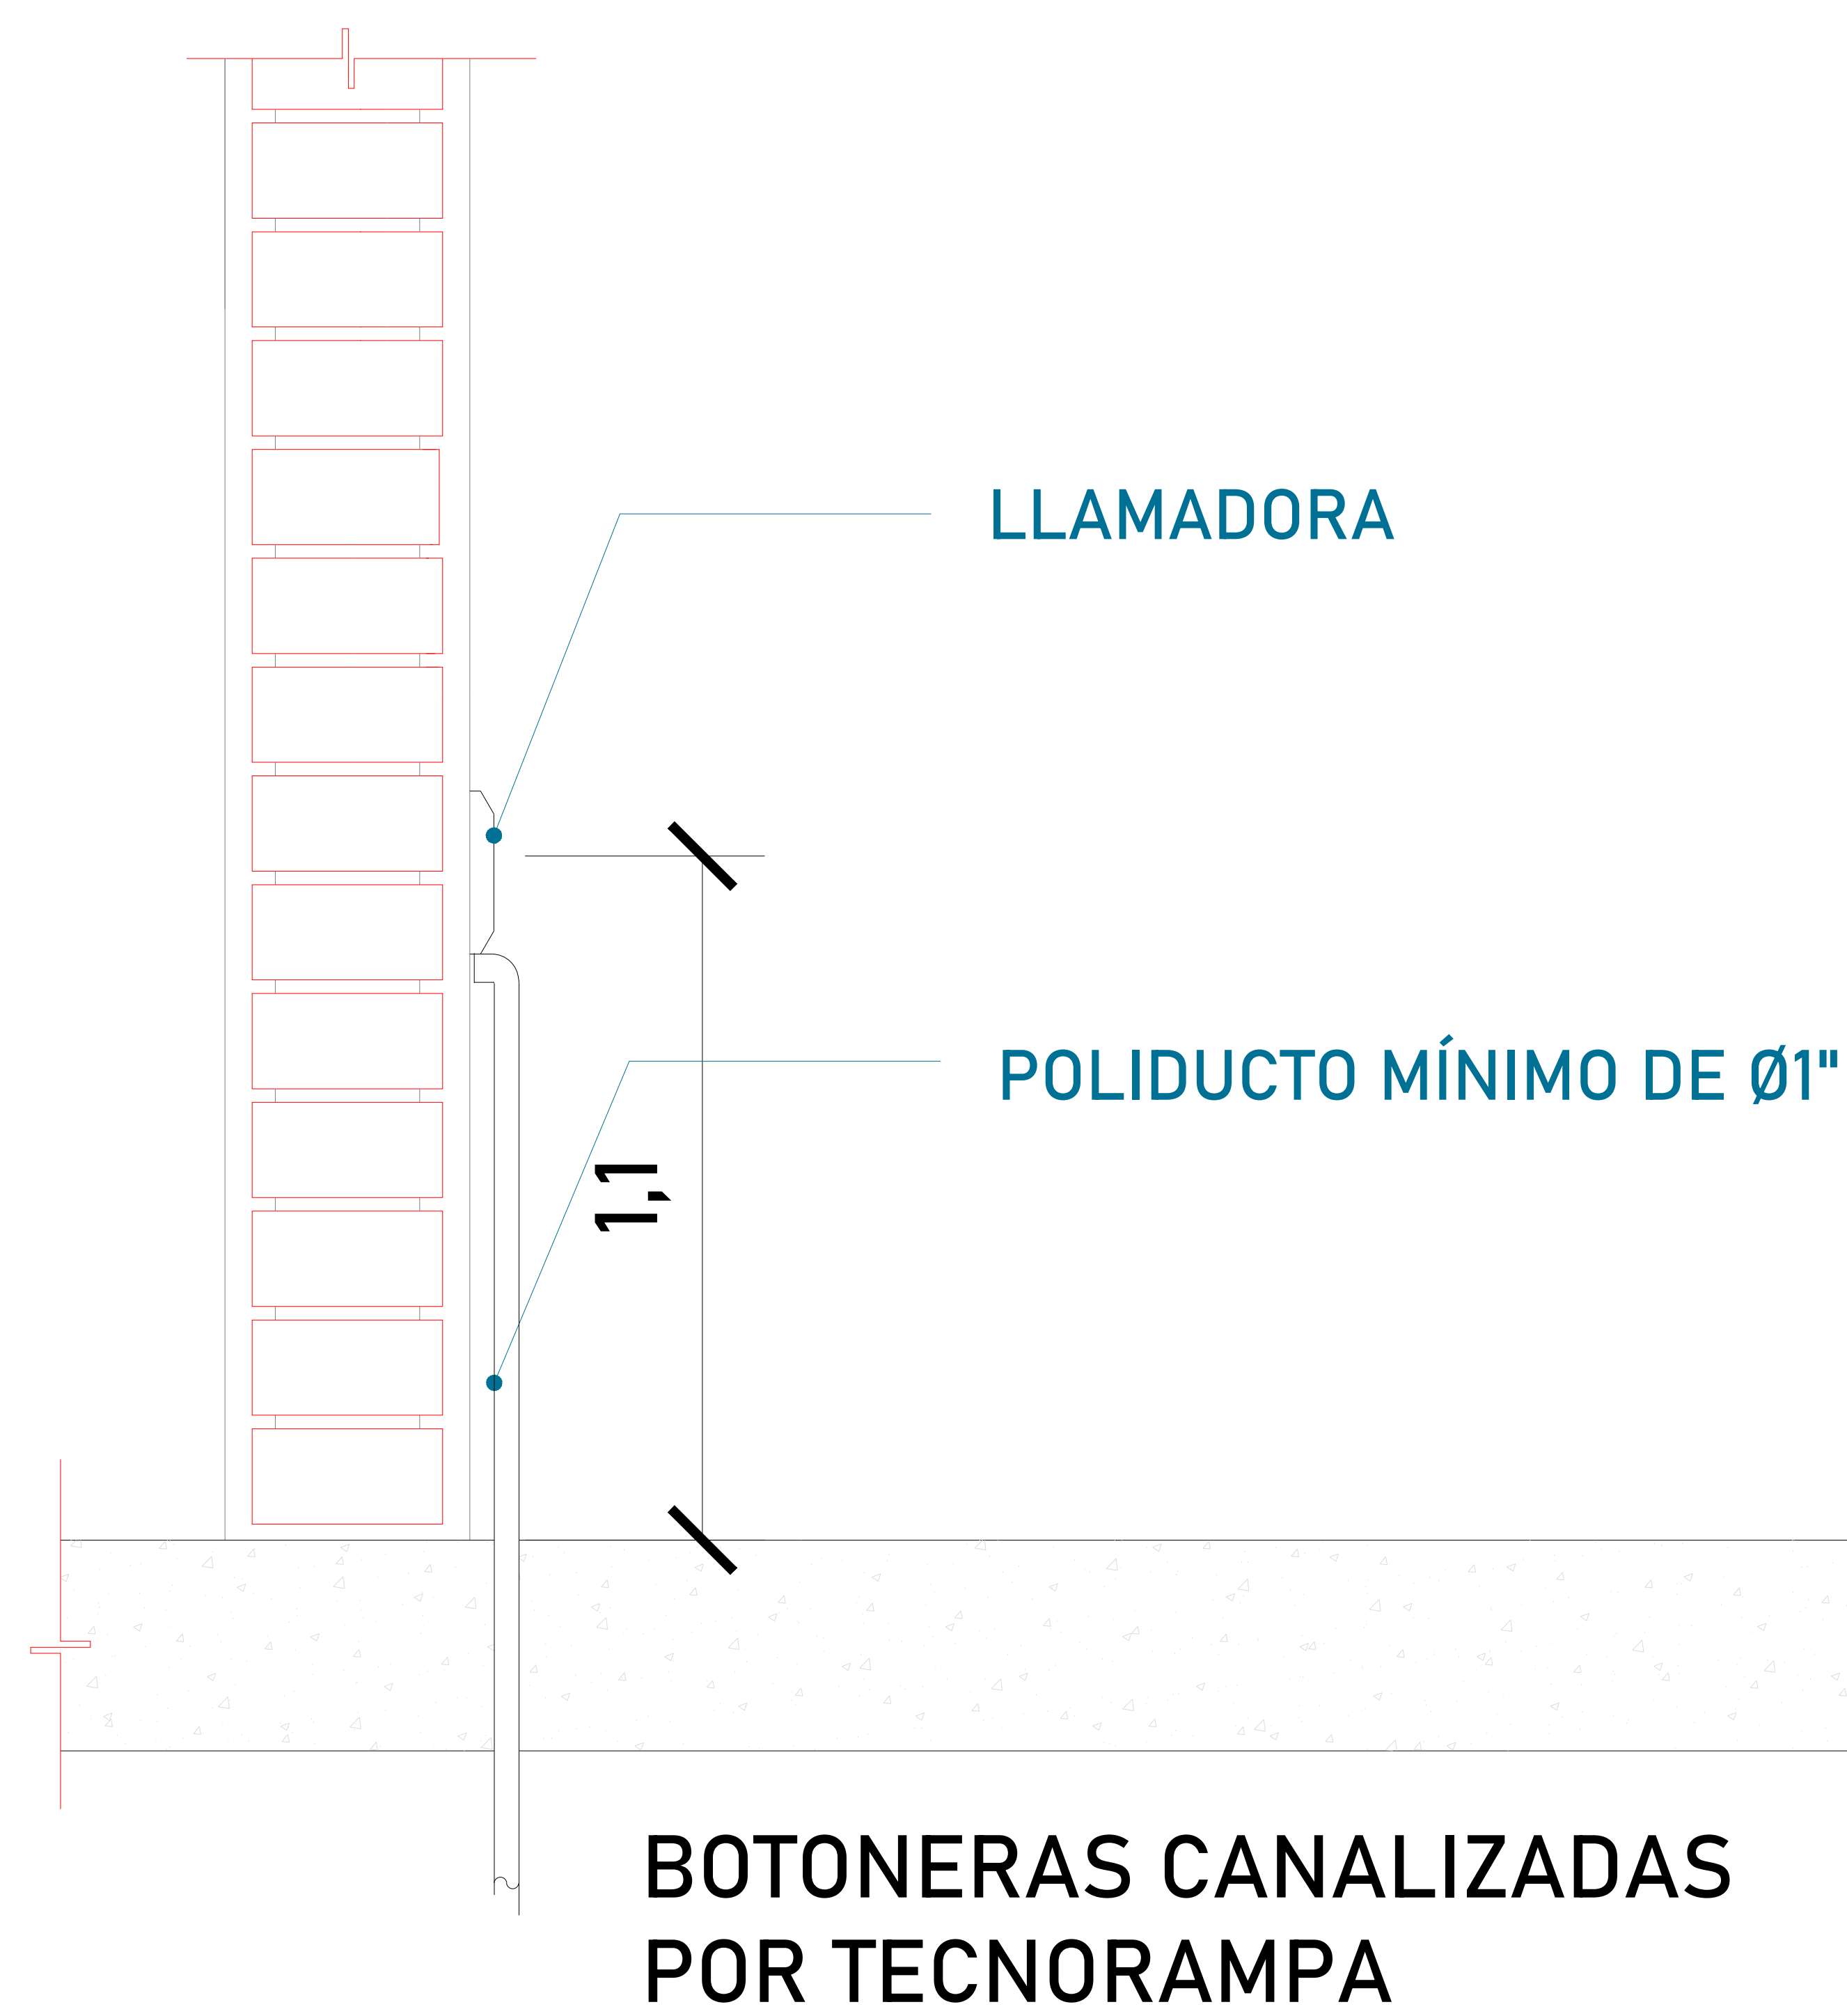 LLAMADORA
POLIDUCTO MÍNIMO DE Ø1"
1,1
BOTONERAS CANALIZADAS
POR TECNORAMPA